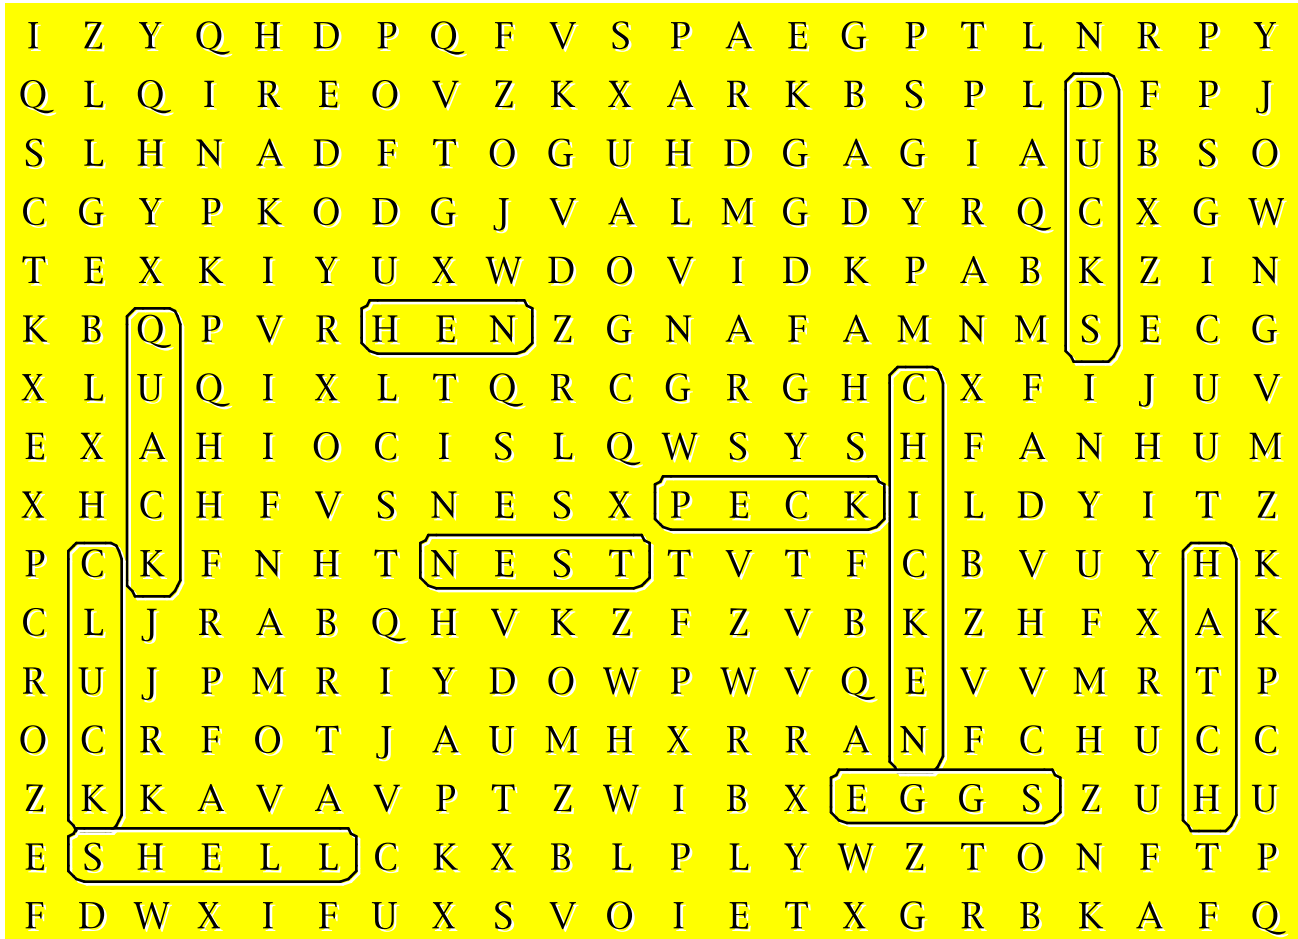 I Z Y Q H D P Q F V S P A E G P T L N R P Y
Q L Q I R E O V Z K X A R K B S P L D F P J
S L H N A D F T O G U H D G A G I A U B S O
C G Y P K O D G J V A L M G D Y R Q C X G W
T E X K I Y U X W D O V I D K P A B K Z I N
K B Q P V R H E N Z G N A F A M N M S E C G
X L U Q I X L T Q R C G R G H C X F I J U V
E X A H I O C I S L Q W S Y S H F A N H U M
X H C H F V S N E S X P E C K I L D Y I T Z
P C K F N H T N E S T T V T F C B V U Y H K
C L J R A B Q H V K Z F Z V B K Z H F X A K
R U J P M R I Y D O W P W V Q E V V M R T P
O C R F O T J A U M H X R R A N F C H U C C
Z K K A V A V P T Z W I B X E G G S Z U H U
E S H E L L C K X B L P L Y W Z T O N F T P
F D W X I F U X S V O I E T X G R B K A F Q